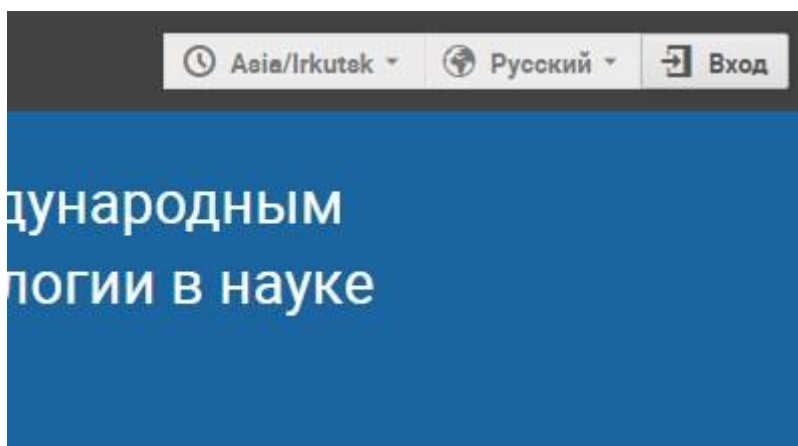 Asia/Irkutsk Русский Вход
дународным
логии в науке